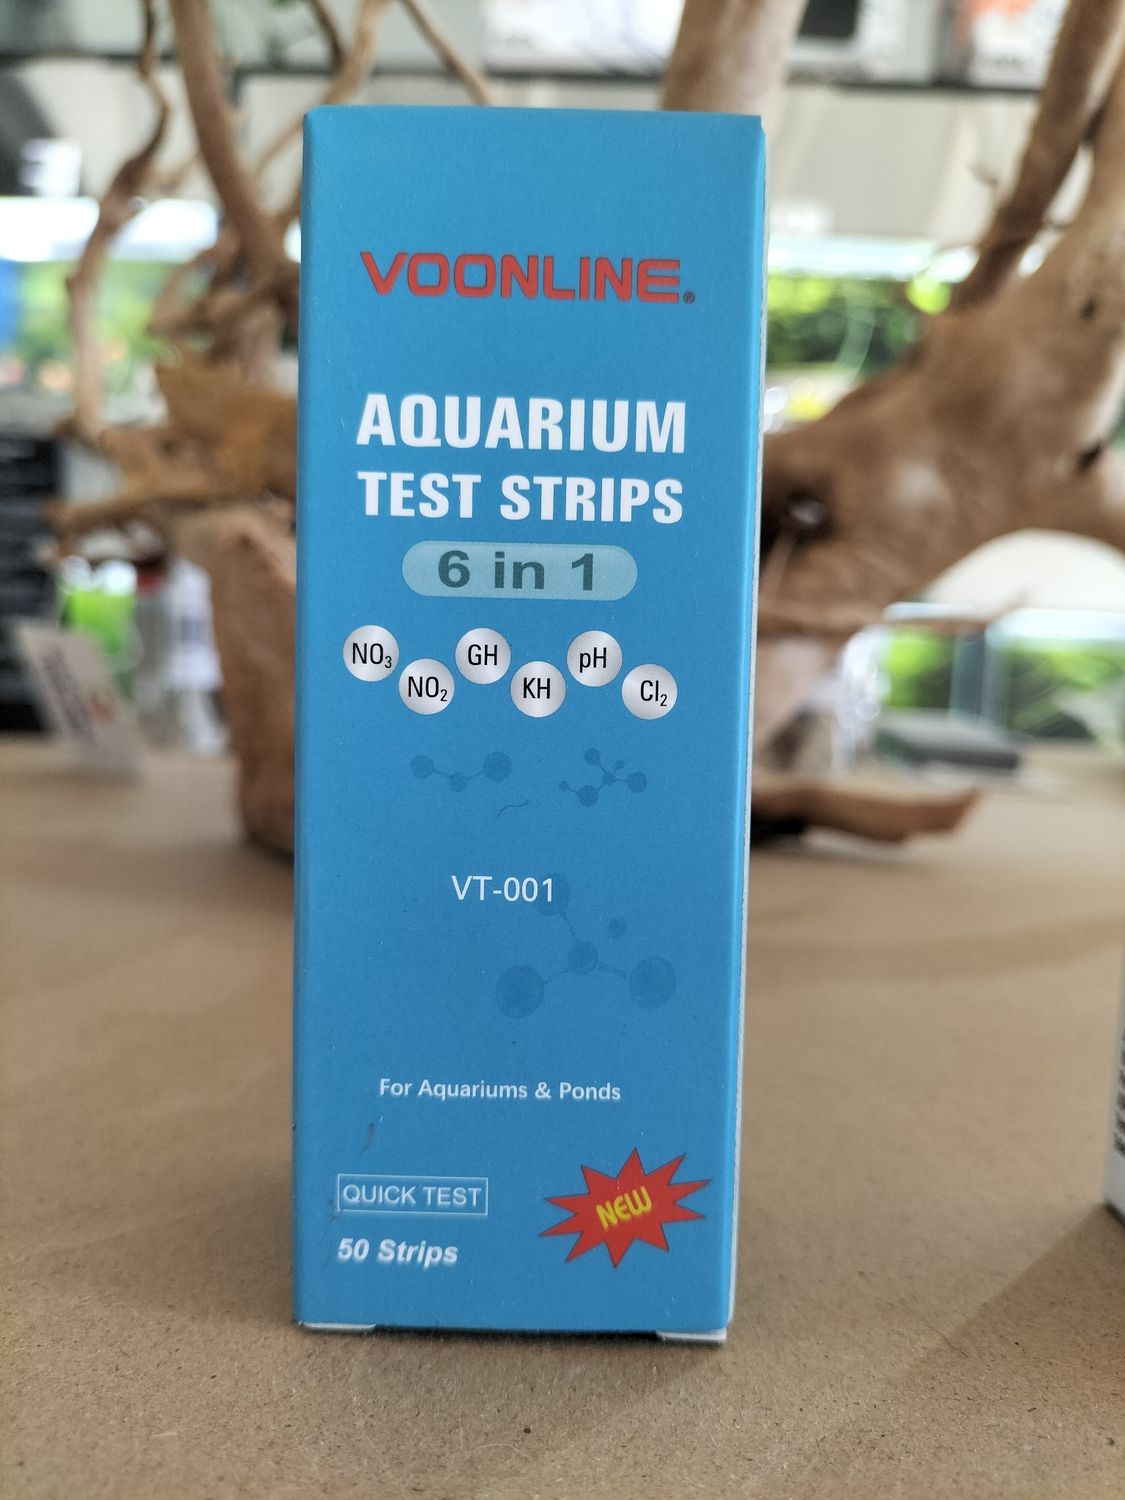 VOONLINE®
AQUARIUM
TEST STRIPS
6 in 1
NO₃ NO₂ GH KH pH Cl₂
VT-001
For Aquariums & Ponds
QUICK TEST
NEW
50 Strips